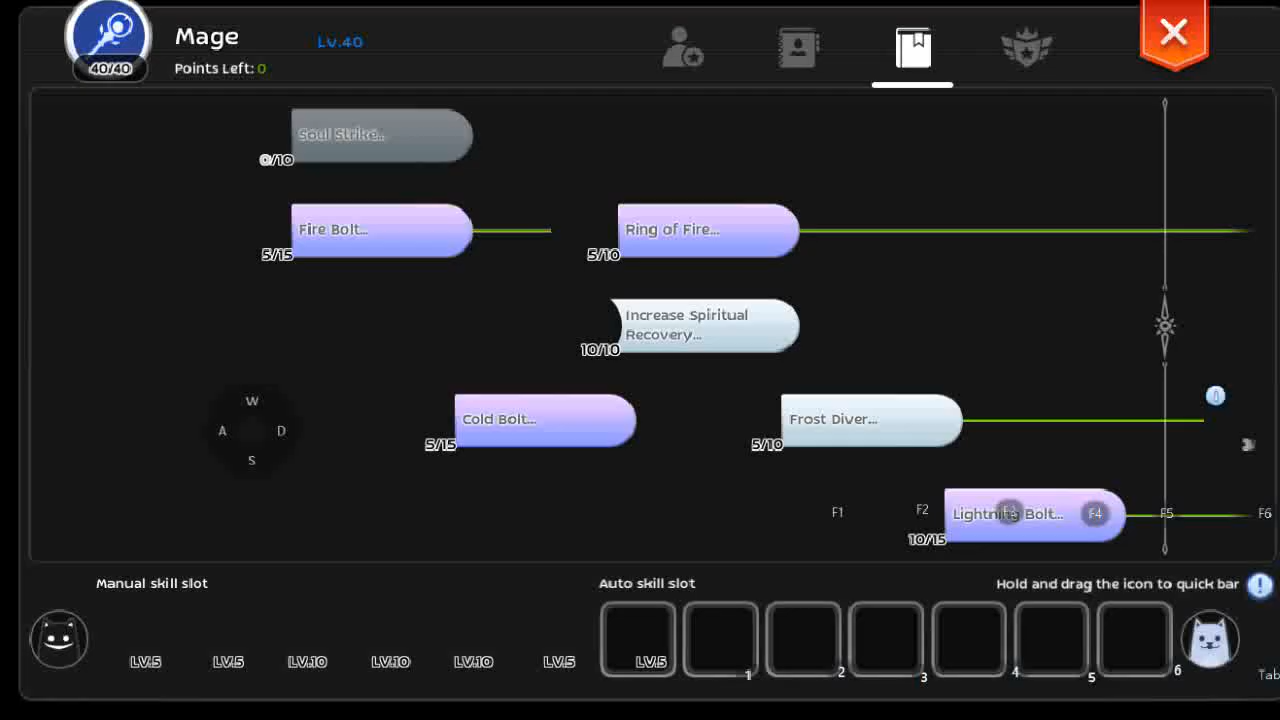 Mage
Lv.40
40/40
Points Left: 0
Soul Strike...
0/10
Fire Bolt...
5/15
Ring of Fire...
5/10
Increase Spiritual
Recovery...
10/10
W
A
D
S
Cold Bolt...
5/15
Frost Diver...
5/10
F1
F2
Lightning Bolt...
F4
F5
F6
10/15
Manual skill slot
Auto skill slot
Hold and drag the icon to quick bar
LV.5
LV.5
LV.10
LV.10
LV.10
LV.5
LV.5
1
2
3
4
5
6
Tab